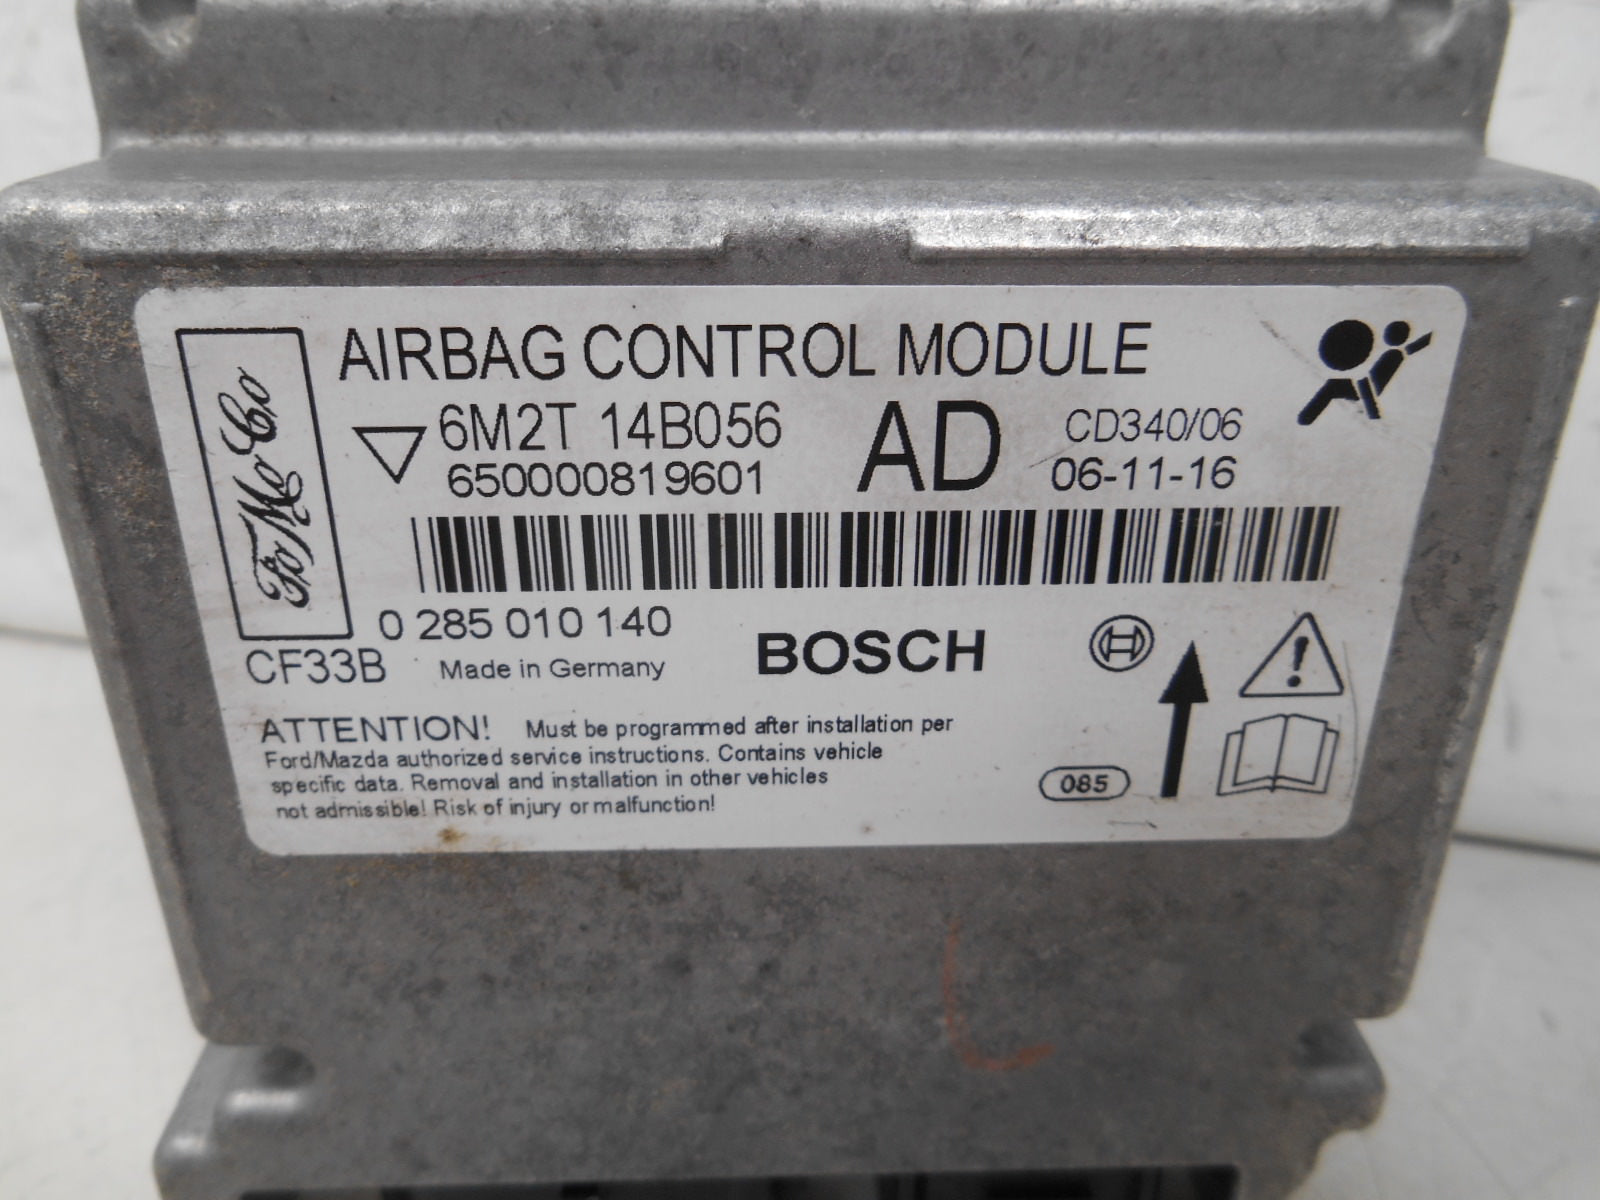 FoMoCo
AIRBAG CONTROL MODULE
6M2T 14B056 AD CD340/06
650000819601 06-11-16
0 285 010 140
CF33B Made in Germany BOSCH
ATTENTION! Must be programmed after installation per
Ford/Mazda authorized service instructions. Contains vehicle
specific data. Removal and installation in other vehicles
not admissible! Risk of injury or malfunction!
085